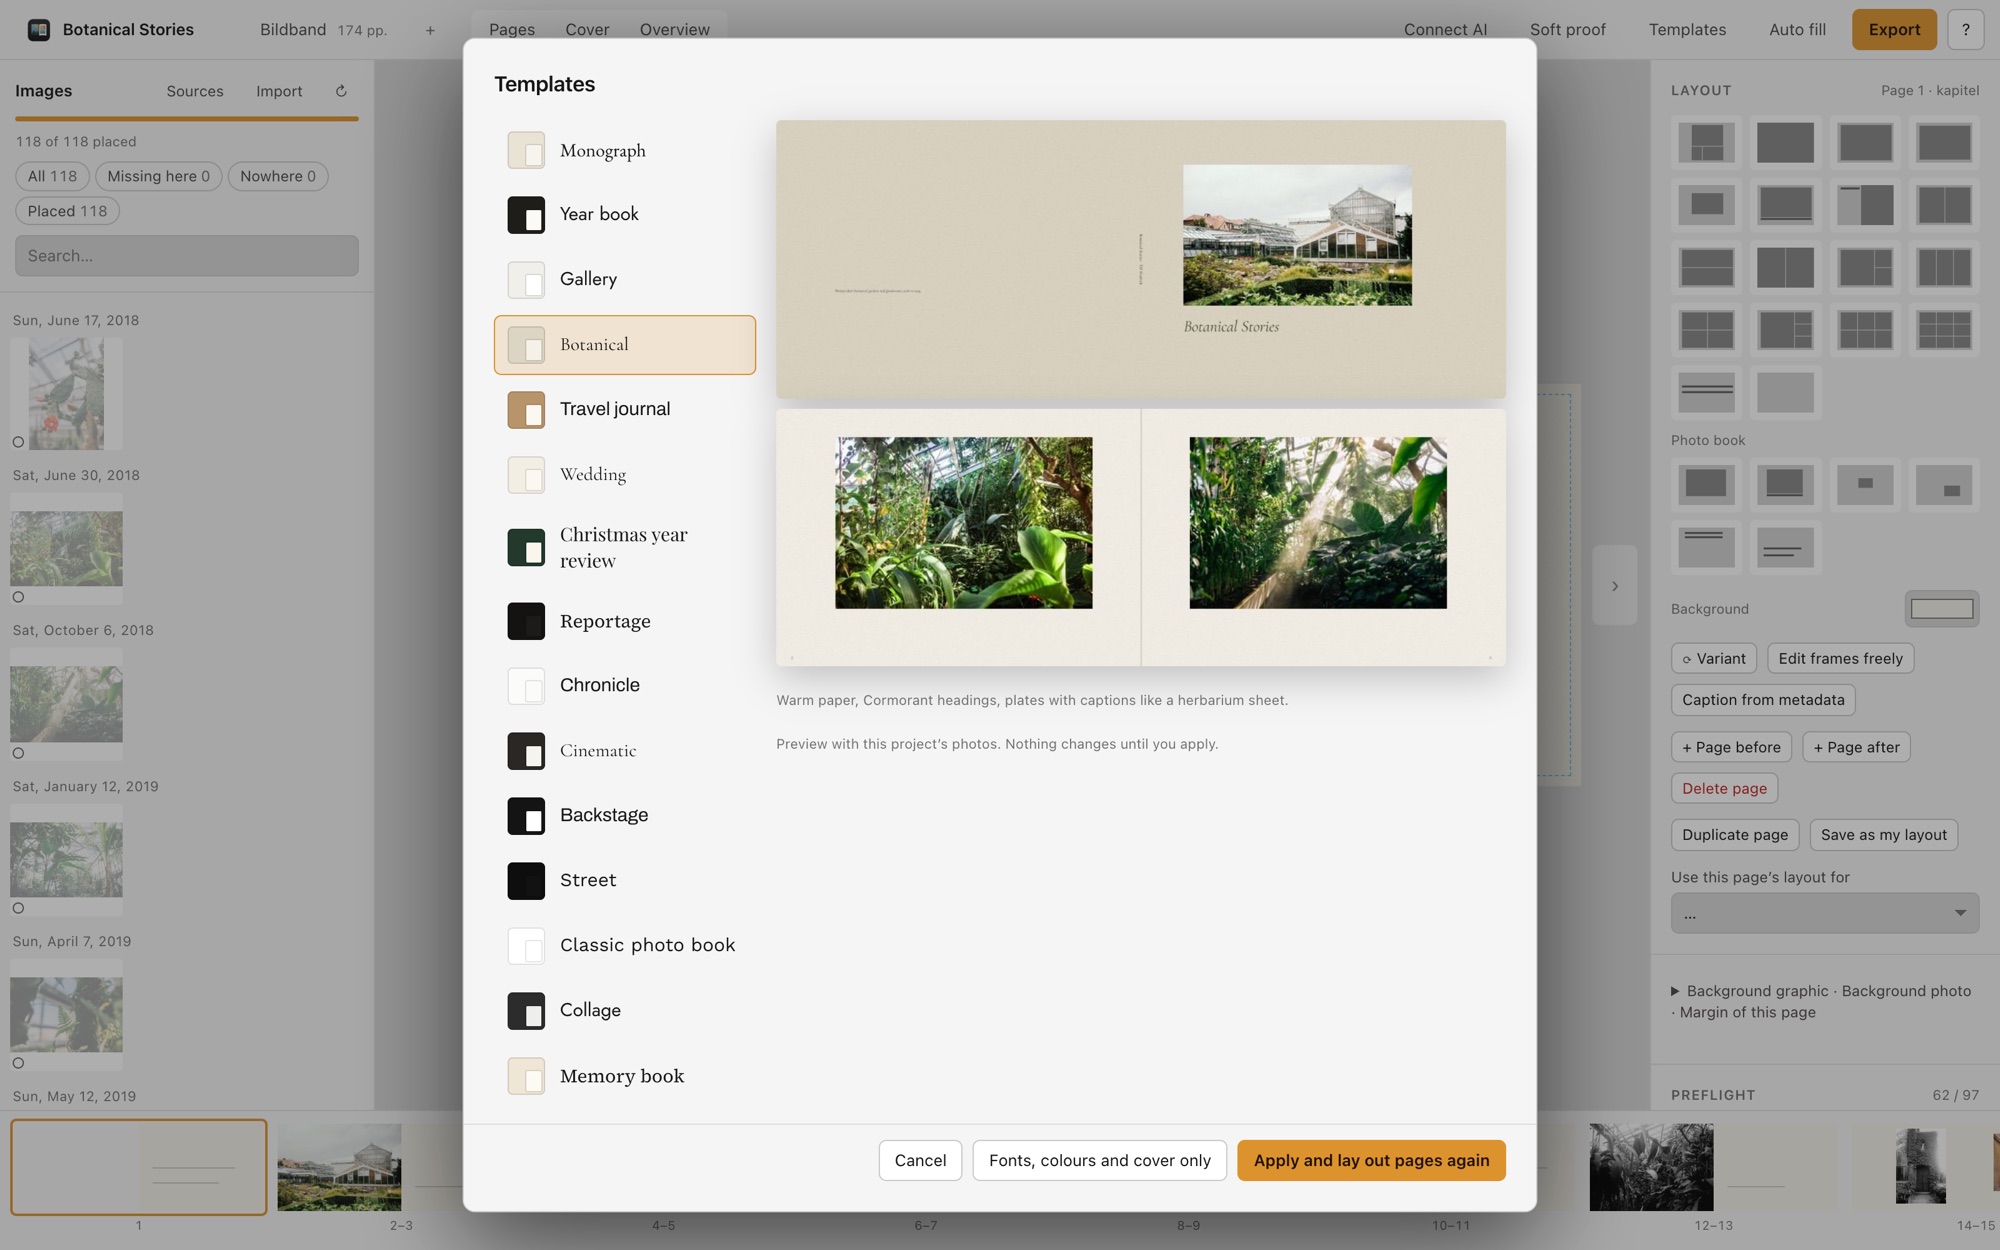 Botanical Stories
Bildband 174 pp. +
Pages Cover Overview
Connect AI Soft proof Templates Auto fill Export ?
Images Sources Import
118 of 118 placed
All 118 Missing here 0 Nowhere 0
Placed 118
Search...
Sun, June 17, 2018
Sat, June 30, 2018
Sat, October 6, 2018
Sat, January 12, 2019
Sun, April 7, 2019
Sun, May 12, 2019
Templates
Monograph
Year book
Gallery
Botanical
Travel journal
Wedding
Christmas year
review
Reportage
Chronicle
Cinematic
Backstage
Street
Classic photo book
Collage
Memory book
Botanical Stories
Warm paper, Cormorant headings, plates with captions like a herbarium sheet.
Preview with this project’s photos. Nothing changes until you apply.
Cancel Fonts, colours and cover only Apply and lay out pages again
LAYOUT Page 1 · kapitel
Photo book
Background
Variant Edit frames freely
Caption from metadata
+ Page before + Page after
Delete page
Duplicate page Save as my layout
Use this page’s layout for
...
Background graphic · Background photo
· Margin of this page
PREFLIGHT 62 / 97
1 2–3 4–5 6–7 8–9 10–11 12–13 14–15